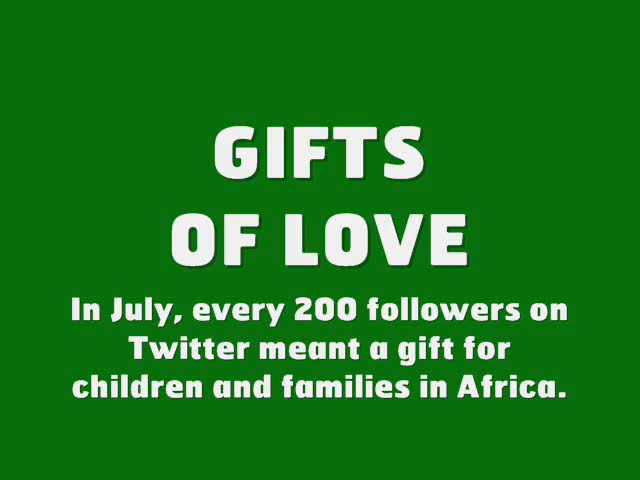 GIFTS
OF LOVE
In July, every 200 followers on
Twitter meant a gift for
children and families in Africa.